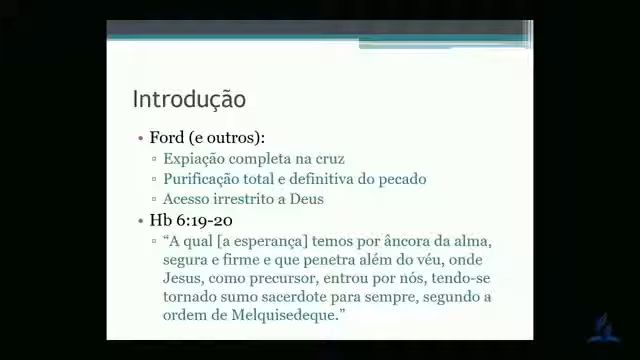 Introdução
• Ford (e outros):
▫ Expiação completa na cruz
▫ Purificação total e definitiva do pecado
▫ Acesso irrestrito a Deus
• Hb 6:19-20
▫ “A qual [a esperança] temos por âncora da alma,
segura e firme e que penetra além do véu, onde
Jesus, como precursor, entrou por nós, tendo-se
tornado sumo sacerdote para sempre, segundo a
ordem de Melquisedeque.”